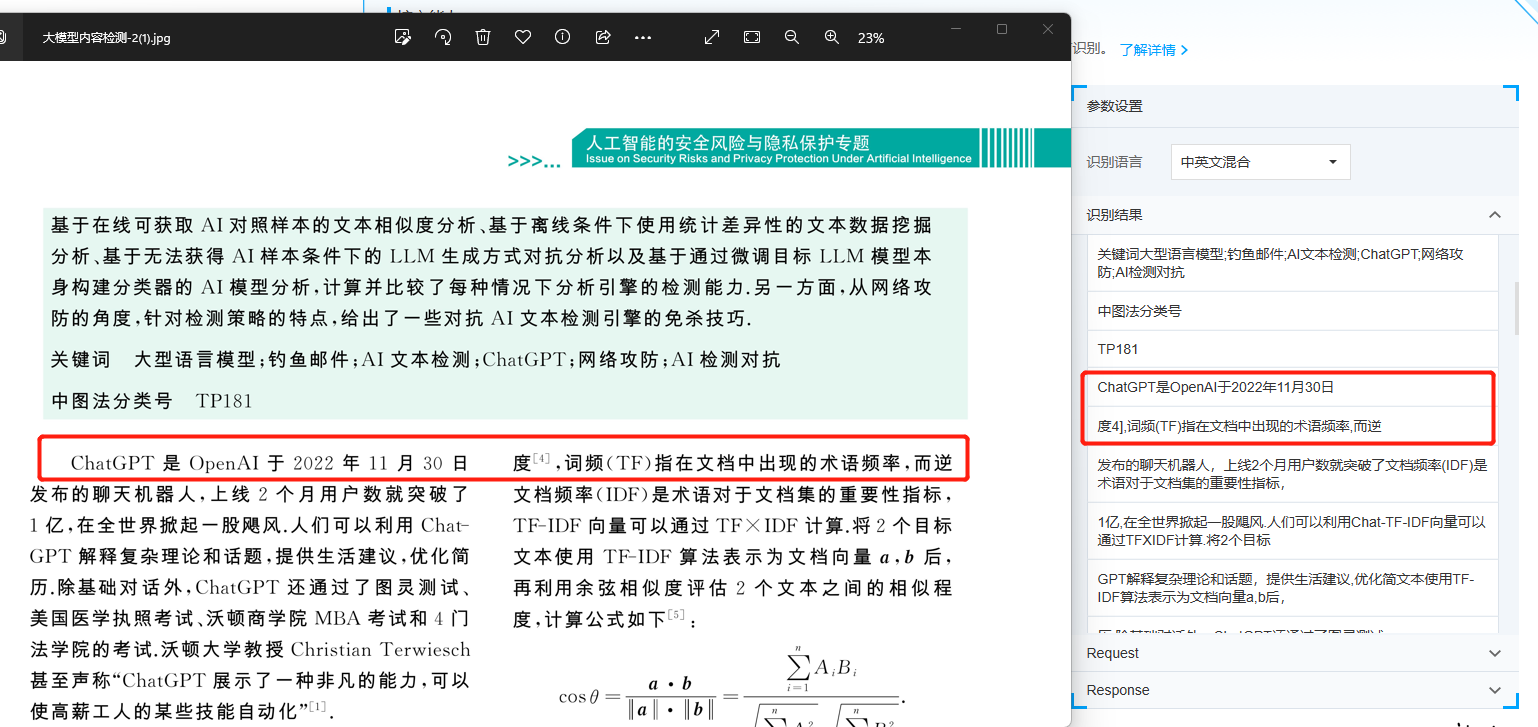 大模型内容检测-2(1).jpg
23%
人工智能的安全风险与隐私保护专题
>>>... Issue on Security Risks and Privacy Protection Under Artificial Intelligence
基于在线可获取 AI 对照样本的文本相似度分析、基于离线条件下使用统计差异性的文本数据挖掘
分析、基于无法获得 AI 样本条件下的 LLM 生成方式对抗分析以及基于通过微调目标 LLM 模型本
身构建分类器的 AI 模型分析,计算并比较了每种情况下分析引擎的检测能力.另一方面,从网络攻
防的角度,针对检测策略的特点,给出了一些对抗 AI 文本检测引擎的免杀技巧.
关键词 大型语言模型;钓鱼邮件;AI 文本检测;ChatGPT;网络攻防;AI 检测对抗
中图法分类号 TP181
ChatGPT 是 OpenAI 于 2022 年 11 月 30 日
发布的聊天机器人,上线 2 个月用户数就突破了
1 亿,在全世界掀起一股飓风.人们可以利用 Chat-
GPT 解释复杂理论和话题,提供生活建议,优化简
历.除基础对话外,ChatGPT 还通过了图灵测试、
美国医学执照考试、沃顿商学院 MBA 考试和 4 门
法学院的考试.沃顿大学教授 Christian Terwiesch
甚至声称“ChatGPT 展示了一种非凡的能力,可以
使高薪工人的某些技能自动化”[1].
度[4],词频(TF)指在文档中出现的术语频率,而逆
文档频率(IDF)是术语对于文档集的重要性指标,
TF-IDF 向量可以通过 TF×IDF 计算.将 2 个目标
文本使用 TF-IDF 算法表示为文档向量 a,b 后,
再利用余弦相似度评估 2 个文本之间的相似程
度,计算公式如下[5]:
cosθ = a·b / ‖a‖·‖b‖ = ∑ i=1 n A i B i / √ ∑ n A ² √ ∑ n B ² .
识别。 了解详情 >
参数设置
识别语言 中英文混合
识别结果
关键词大型语言模型;钓鱼邮件;AI文本检测;ChatGPT;网络攻
防;AI检测对抗
中图法分类号
TP181
ChatGPT是OpenAI于2022年11月30日
度4],词频(TF)指在文档中出现的术语频率,而逆
发布的聊天机器人，上线2个月用户数就突破了文档频率(IDF)是
术语对于文档集的重要性指标，
1亿,在全世界掀起一股飓风.人们可以利用Chat-TF-IDF向量可以
通过TFXIDF计算.将2个目标
GPT解释复杂理论和话题，提供生活建议,优化简文本使用TF-
IDF算法表示为文档向量a,b后，
Request
Response